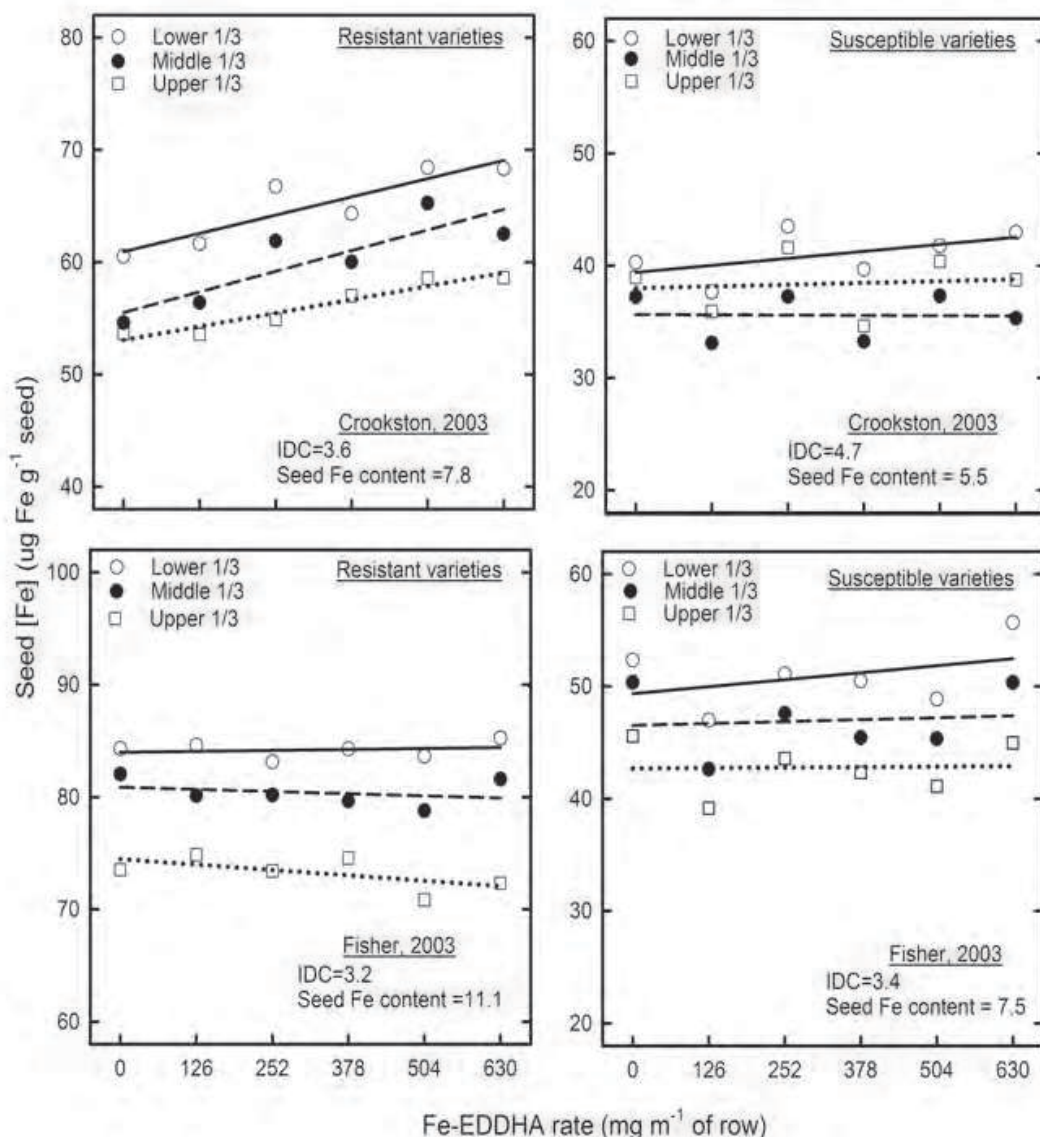 80
70
60
50
40
Lower 1/3
Middle 1/3
Upper 1/3
Resistant varieties
Crookston, 2003
IDC=3.6
Seed Fe content =7.8
60
50
40
30
20
Lower 1/3
Middle 1/3
Upper 1/3
Susceptible varieties
Crookston, 2003
IDC=4.7
Seed Fe content = 5.5
Seed [Fe] (ug Fe g⁻¹ seed)
100
90
80
70
60
Lower 1/3
Middle 1/3
Upper 1/3
Resistant varieties
Fisher, 2003
IDC=3.2
Seed Fe content =11.1
0 126 252 378 504 630
60
50
40
30
20
Lower 1/3
Middle 1/3
Upper 1/3
Susceptible varieties
Fisher, 2003
IDC=3.4
Seed Fe content = 7.5
0 126 252 378 504 630
Fe-EDDHA rate (mg m⁻¹ of row)